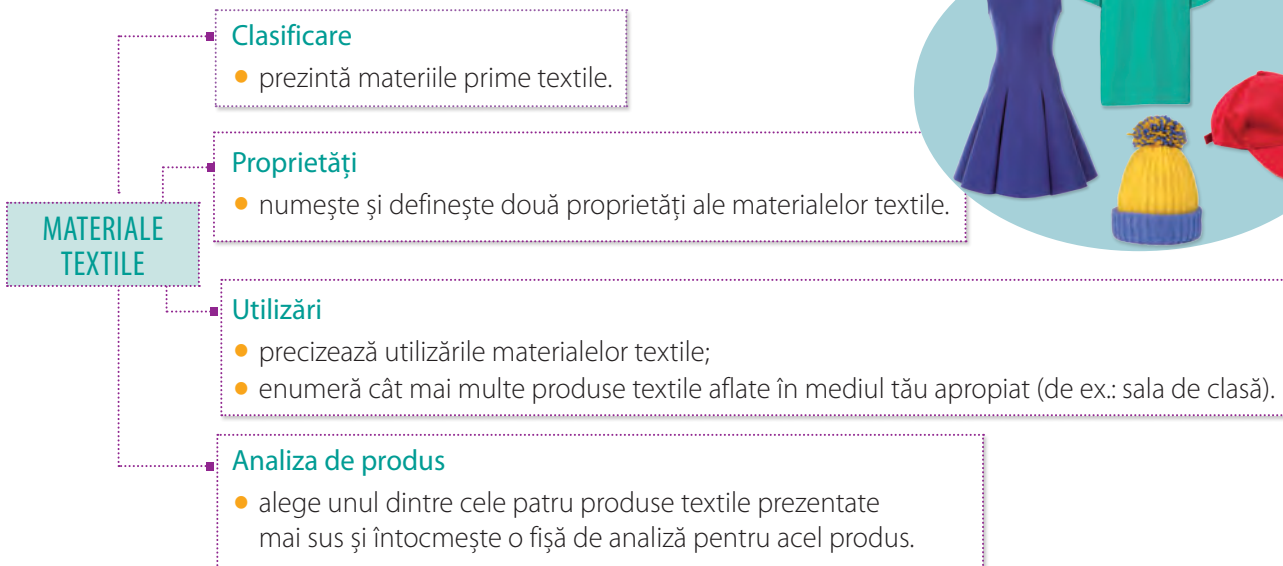 Clasificare
• prezintă materiile prime textile.
Proprietăți
• numește și definește două proprietăți ale materialelor textile.
MATERIALE
TEXTILE
Utilizări
• precizează utilizările materialelor textile;
• enumeră cât mai multe produse textile aflate în mediul tău apropiat (de ex.: sala de clasă).
Analiza de produs
• alege unul dintre cele patru produse textile prezentate
mai sus și întocmește o fișă de analiză pentru acel produs.